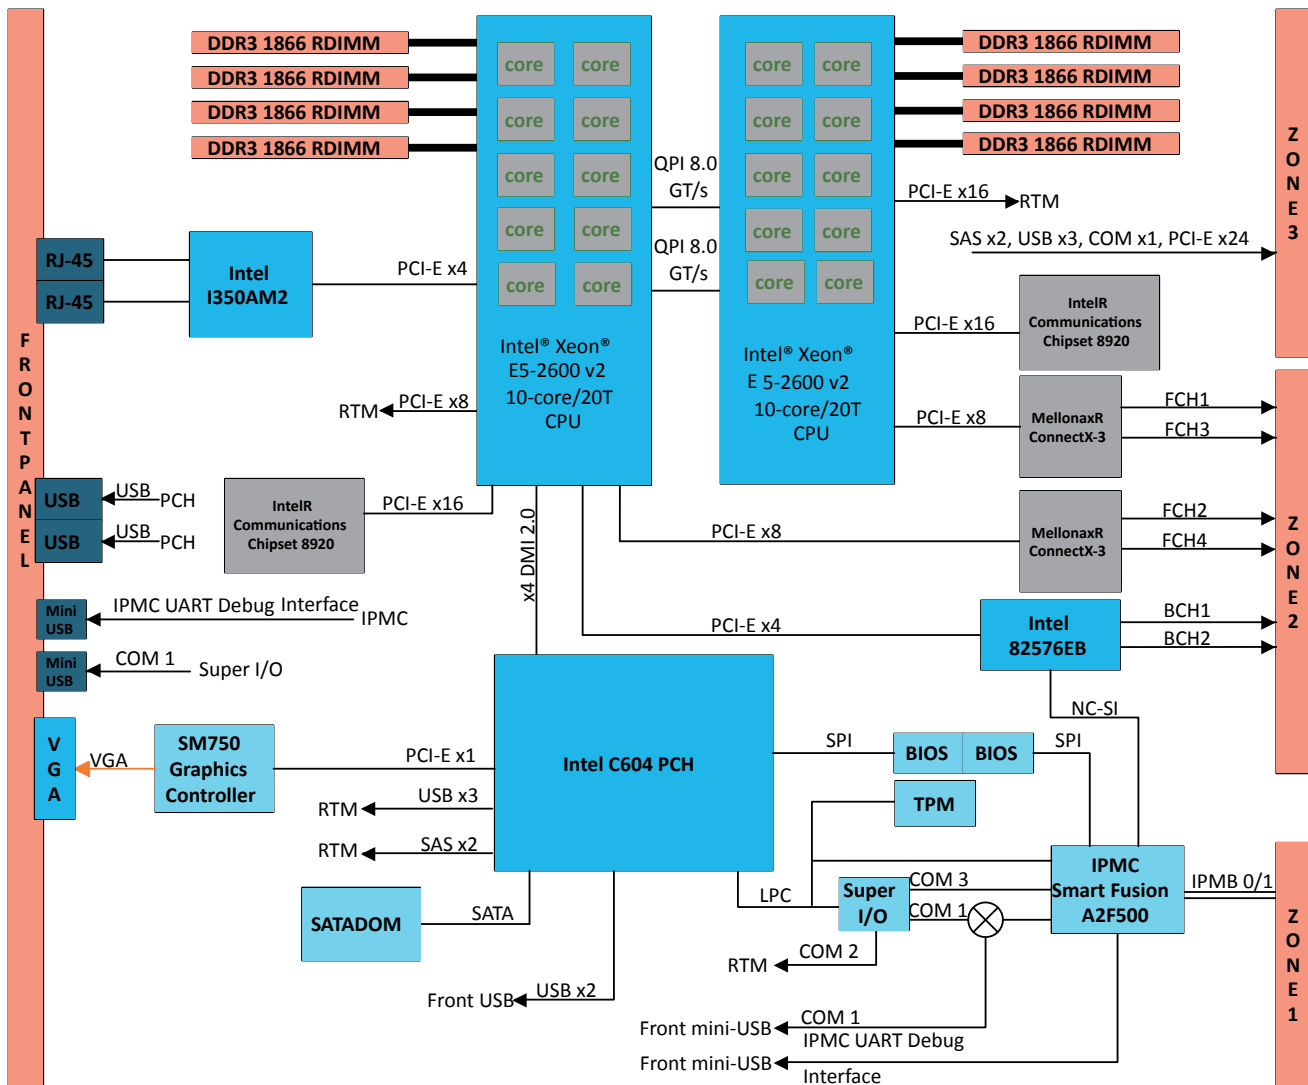 F
R
O
N
T
P
A
N
E
L
DDR3 1866 RDIMM
DDR3 1866 RDIMM
DDR3 1866 RDIMM
DDR3 1866 RDIMM
core core
core core
core core
core core
core core
Intel® Xeon®
E5-2600 v2
10-core/20T
CPU
QPI 8.0
GT/s
QPI 8.0
GT/s
core core
core core
core core
core core
core core
Intel® Xeon®
E 5-2600 v2
10-core/20T
CPU
DDR3 1866 RDIMM
DDR3 1866 RDIMM
DDR3 1866 RDIMM
DDR3 1866 RDIMM
PCI-E x16
RTM
SAS x2, USB x3, COM x1, PCI-E x24
Z
O
N
E
3
RJ-45
RJ-45
Intel
I350AM2
PCI-E x4
RTM
PCI-E x8
PCI-E x16
IntelR
Communications
Chipset 8920
PCI-E x8
MellonaxR
ConnectX-3
FCH1
FCH3
USB
USB
PCH
USB
USB
PCH
IntelR
Communications
Chipset 8920
PCI-E x16
x4 DMI 2.0
PCI-E x8
MellonaxR
ConnectX-3
FCH2
FCH4
Z
O
N
E
2
Mini
USB
IPMC UART Debug Interface
IPMC
Mini
USB
COM 1
Super I/O
PCI-E x4
Intel
82576EB
BCH1
BCH2
NC-SI
V
G
A
VGA
SM750
Graphics
Controller
PCI-E x1
Intel C604 PCH
SPI
BIOS
BIOS
SPI
TPM
RTM
USB x3
RTM
SAS x2
SATADOM
SATA
LPC
Super
I/O
COM 3
COM 1
IPMC
Smart Fusion
A2F500
IPMB 0/1
Z
O
N
E
1
RTM
COM 2
Front USB
USB x2
Front mini-USB
COM 1
IPMC UART Debug
Front mini-USB
Interface